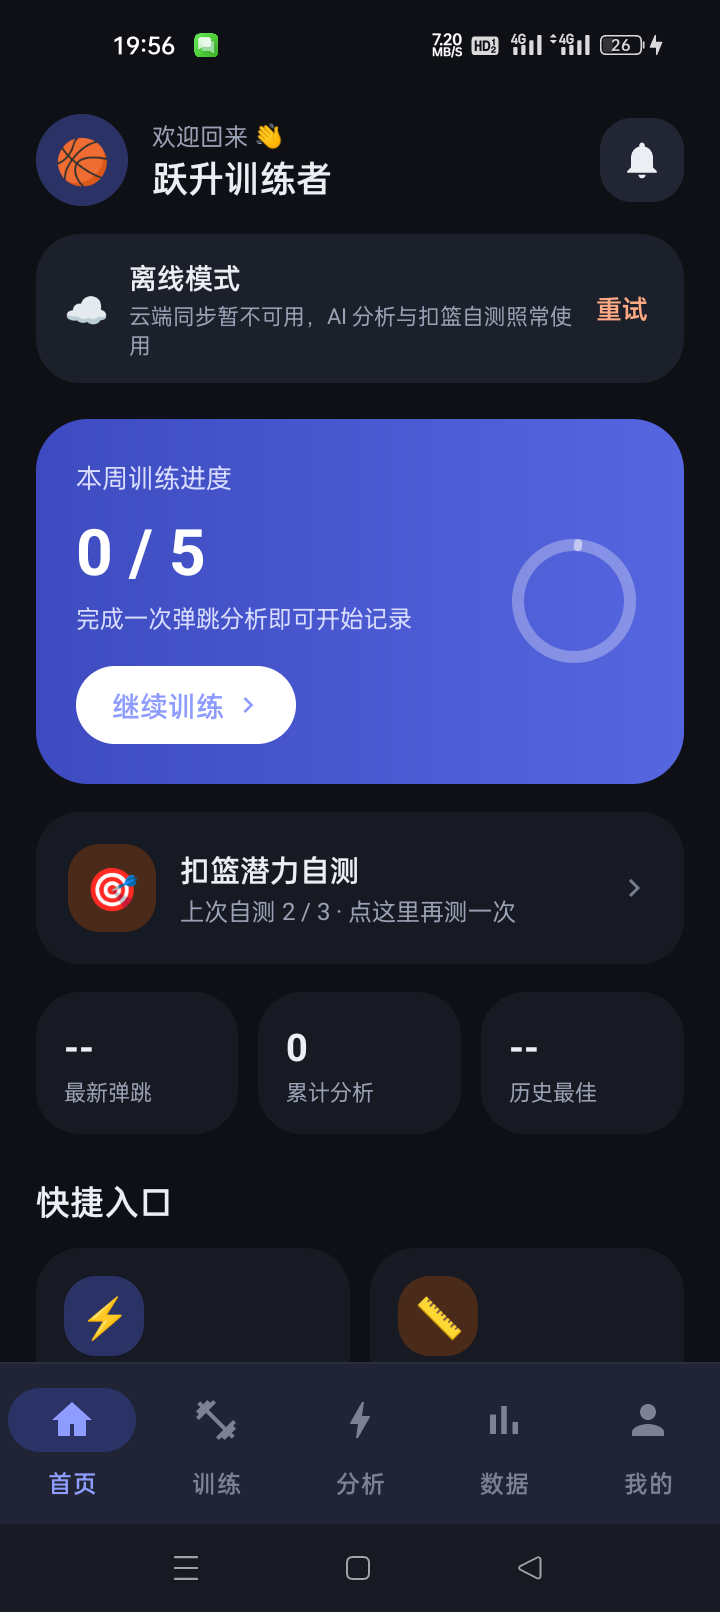 19:56
7.20 MB/S HD 1 2 4G 4G 26
欢迎回来 👋
跃升训练者
离线模式
云端同步暂不可用，AI 分析与扣篮自测照常使
用
重试
本周训练进度
0 / 5
完成一次弹跳分析即可开始记录
继续训练
扣篮潜力自测
上次自测 2 / 3 · 点这里再测一次
-- 0 --
最新弹跳 累计分析 历史最佳
快捷入口
首页 训练 分析 数据 我的